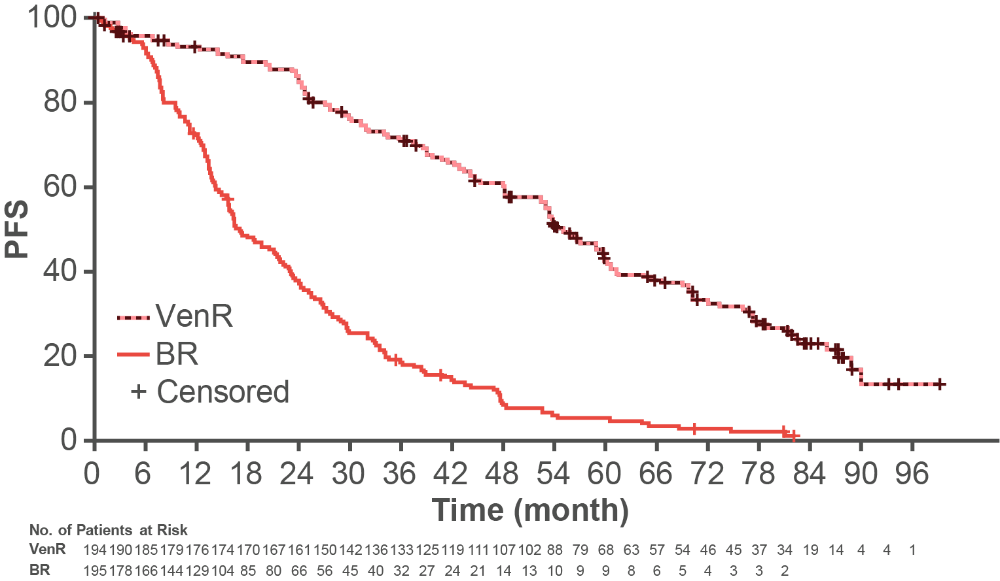 100
80
60
40
20
0
PFS
VenR
BR
+ Censored
0 6 12 18 24 30 36 42 48 54 60 66 72 78 84 90 96
Time (month)
No. of Patients at Risk
VenR 194 190 185 179 176 174 170 167 161 150 142 136 133 125 119 111 107 102 88 79 68 63 57 54 46 45 37 34 19 14 4 4 1
BR 195 178 166 144 129 104 85 80 66 56 45 40 32 27 24 21 14 13 10 9 9 8 6 5 4 3 3 2